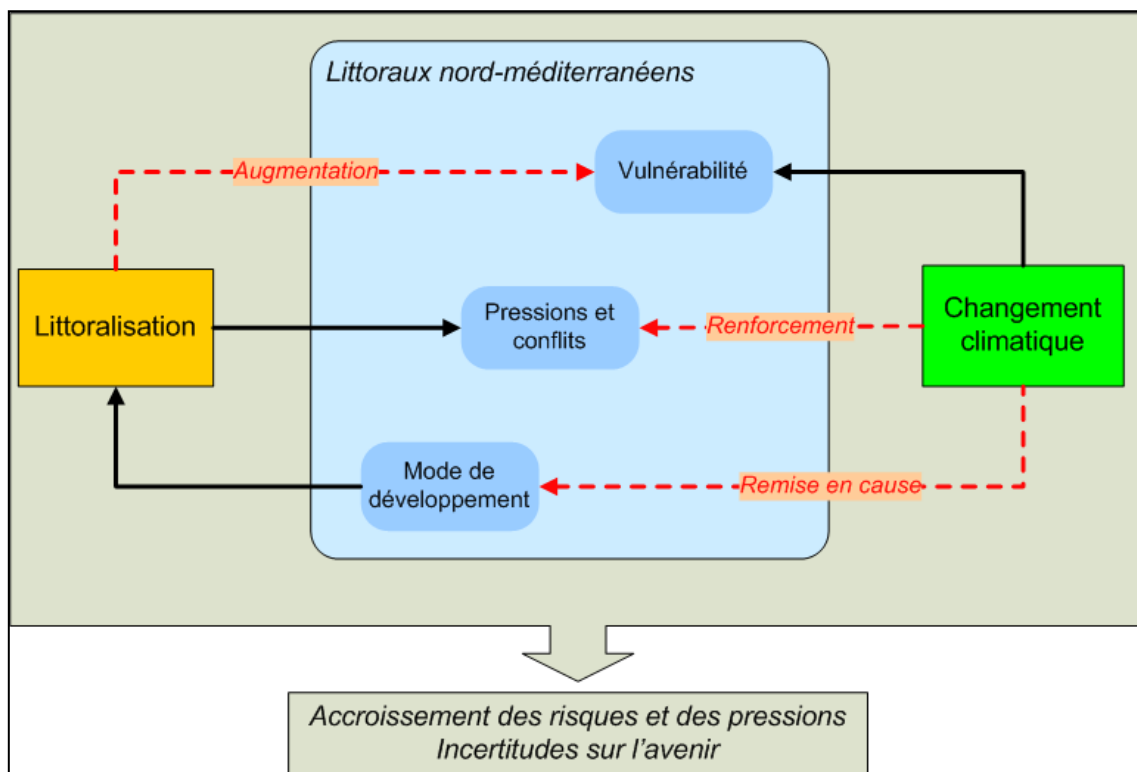 Littoraux nord-méditerranéens
Augmentation
Vulnérabilité
Littoralisation
Pressions et
conflits
Renforcement
Changement
climatique
Mode de
développement
Remise en cause
Accroissement des risques et des pressions
Incertitudes sur l'avenir